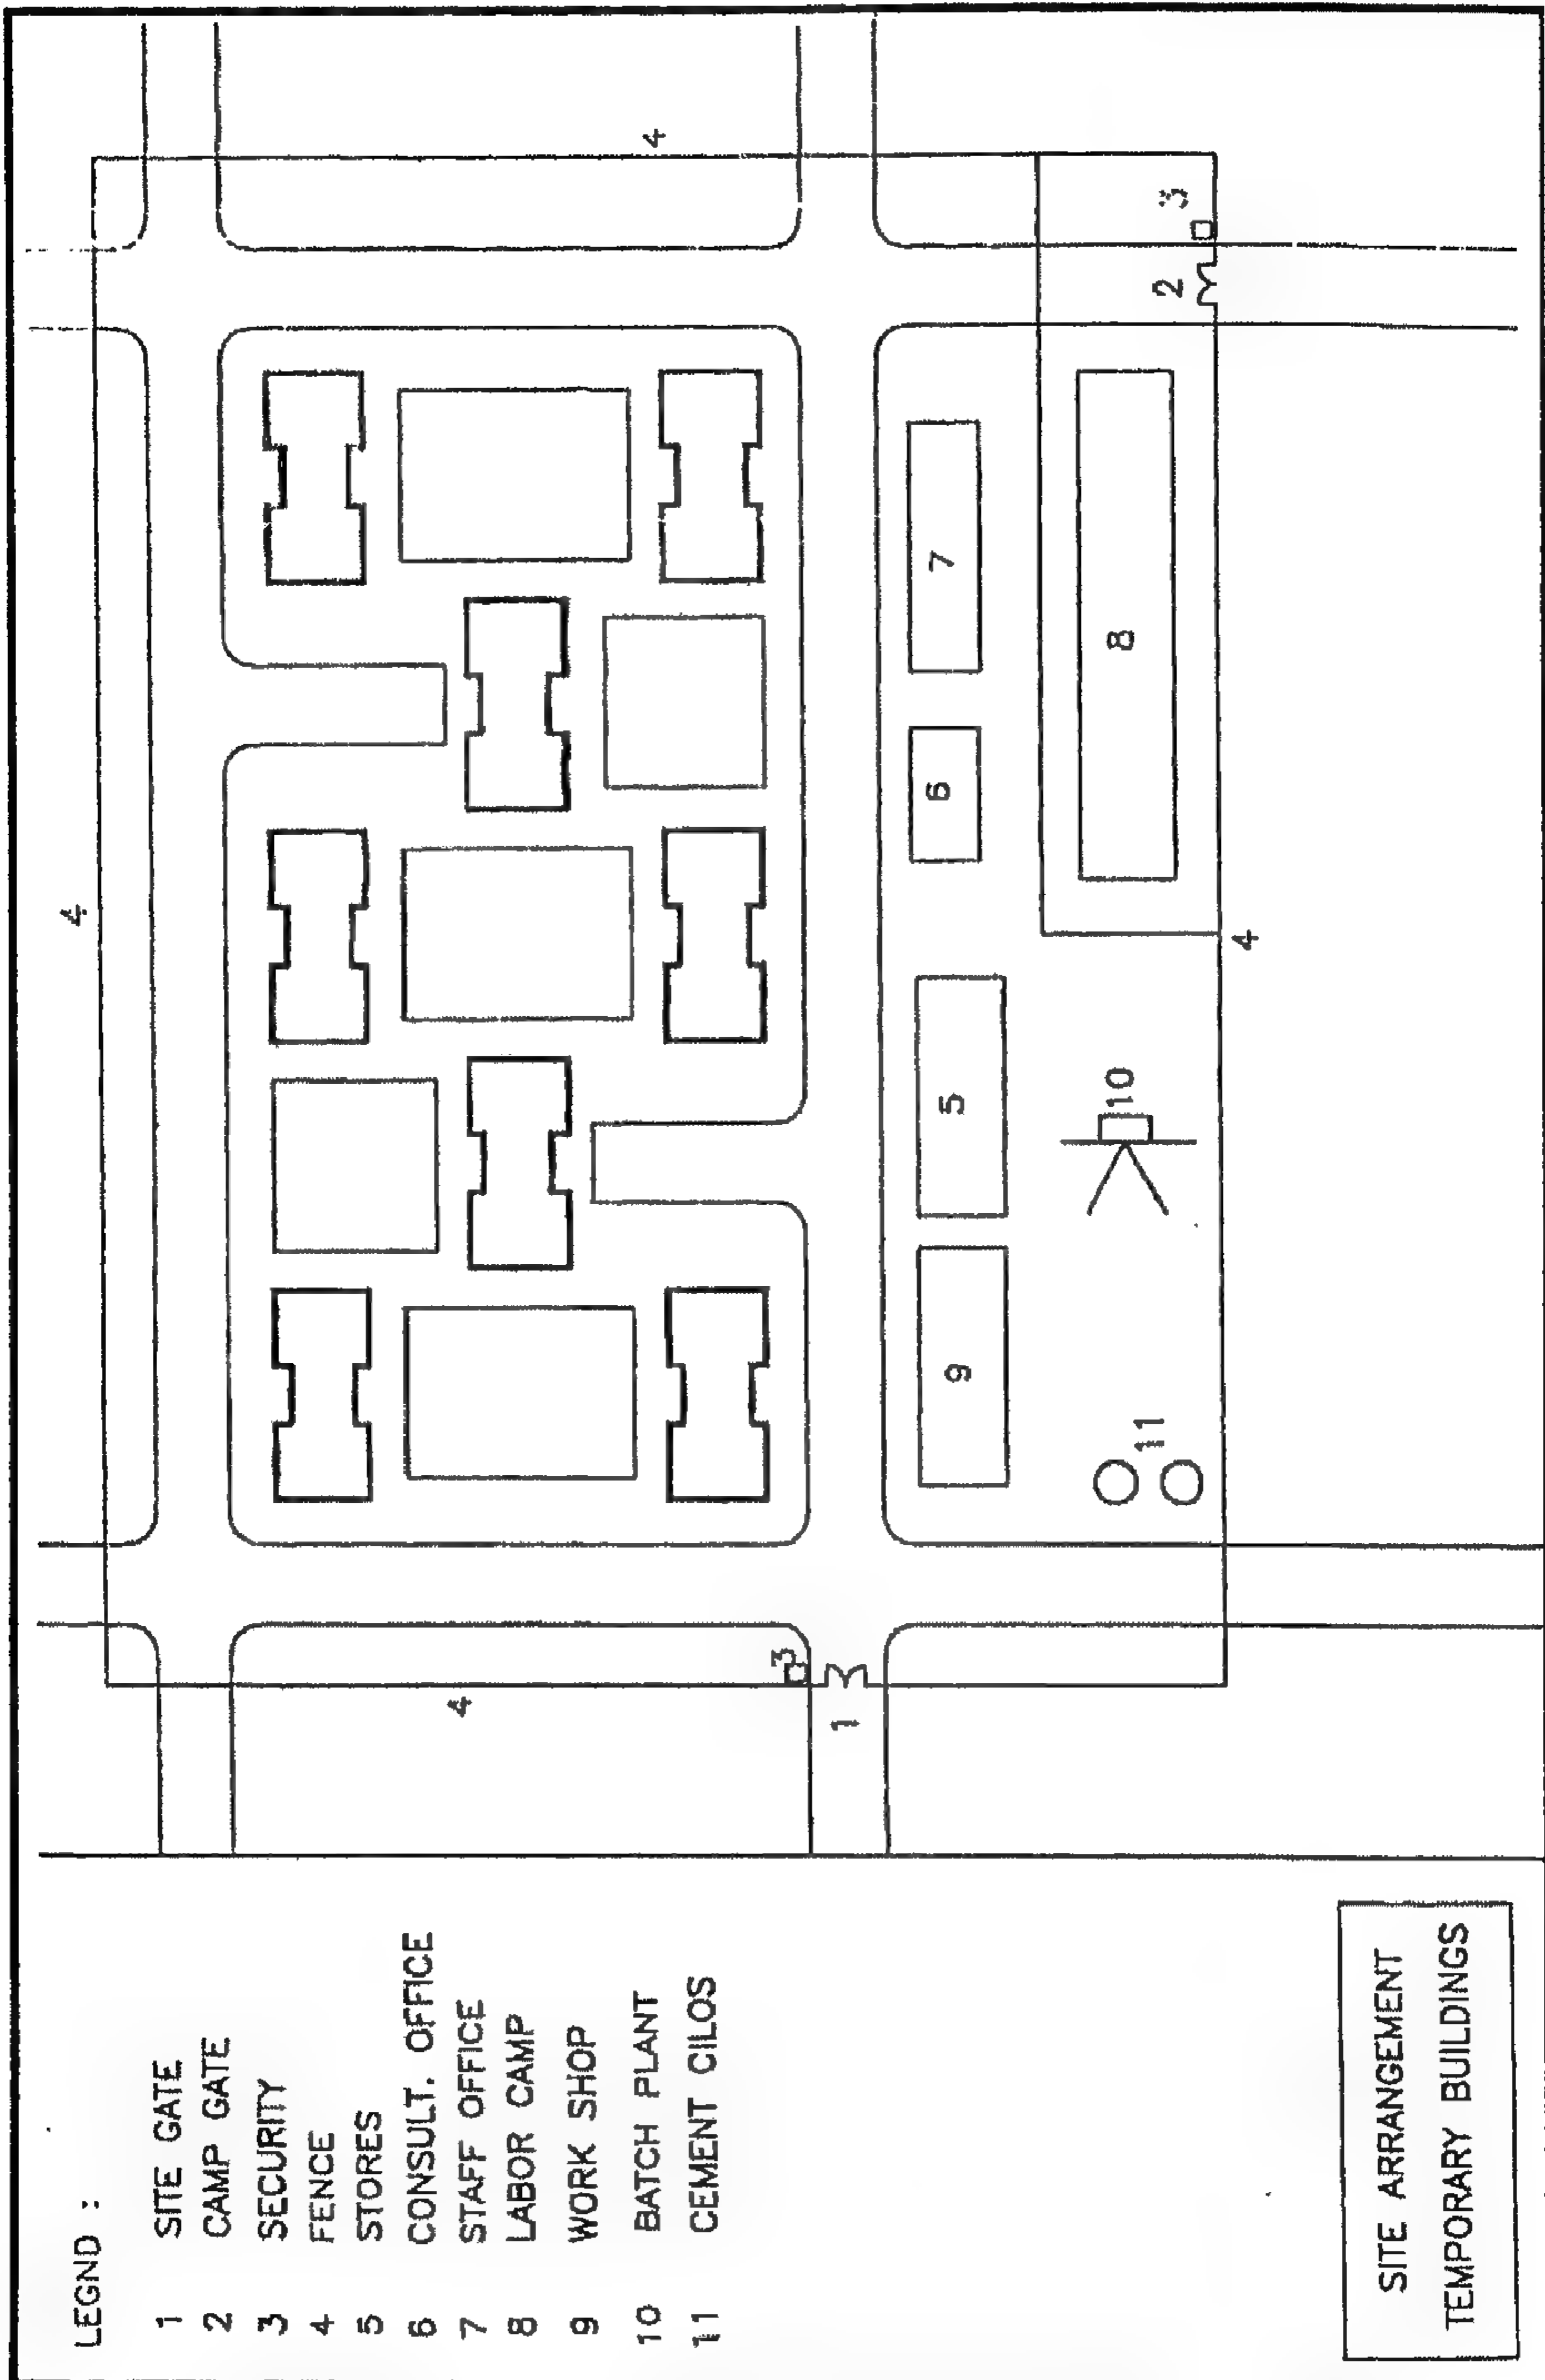 LEGND :
1 SITE GATE
2 CAMP GATE
3 SECURITY
4 FENCE
5 STORES
6 CONSULT. OFFICE
7 STAFF OFFICE
8 LABOR CAMP
9 WORK SHOP
10 BATCH PLANT
11 CEMENT CILOS
4
4
3
1
9
5
6
7
11
10
8
4
2
3
4
SITE ARRANGEMENT
TEMPORARY BUILDINGS